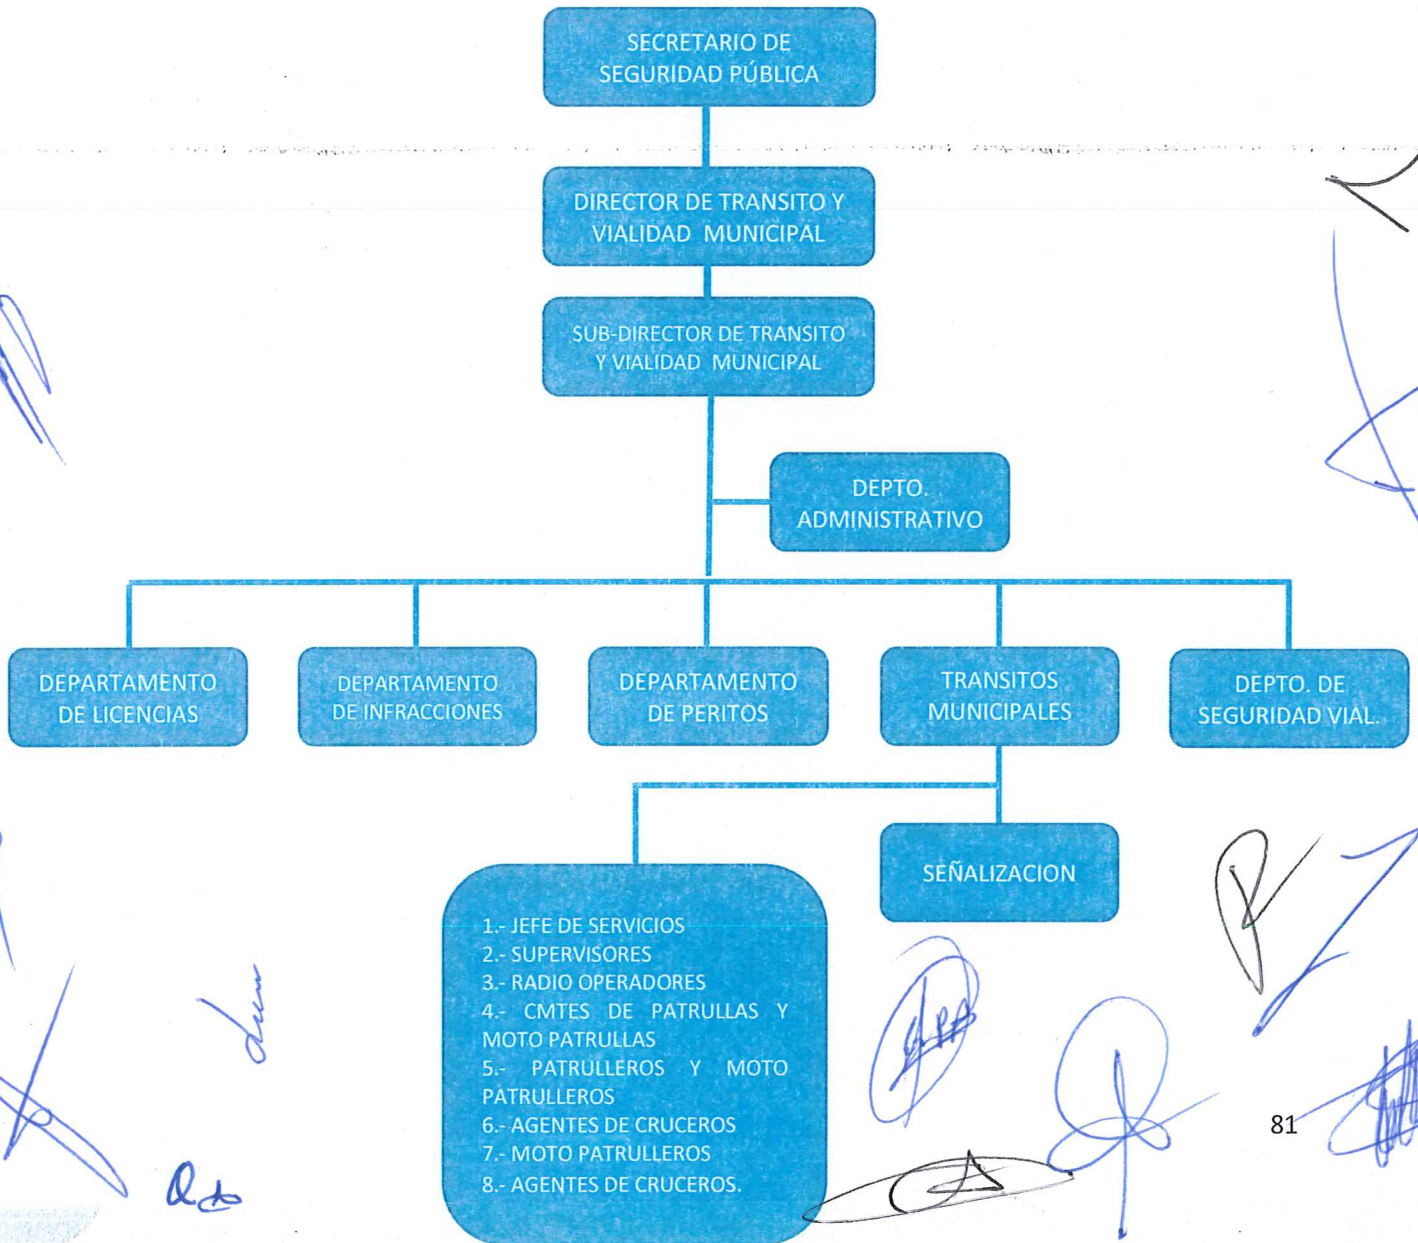 SECRETARIO DE
SEGURIDAD PÚBLICA
DIRECTOR DE TRANSITO Y
VIALIDAD MUNICIPAL
SUB-DIRECTOR DE TRANSITO
Y VIALIDAD MUNICIPAL
DEPTO.
ADMINISTRATIVO
DEPARTAMENTO
DE LICENCIAS
DEPARTAMENTO
DE INFRACCIONES
DEPARTAMENTO
DE PERITOS
TRANSITOS
MUNICIPALES
DEPTO. DE
SEGURIDAD VIAL.
SEÑALIZACION
1.- JEFE DE SERVICIOS
2.- SUPERVISORES
3.- RADIO OPERADORES
4.- CMTES DE PATRULLAS Y
MOTO PATRULLAS
5.- PATRULLEROS Y MOTO
PATRULLEROS
6.- AGENTES DE CRUCEROS
7.- MOTO PATRULLEROS
8.- AGENTES DE CRUCEROS.
81